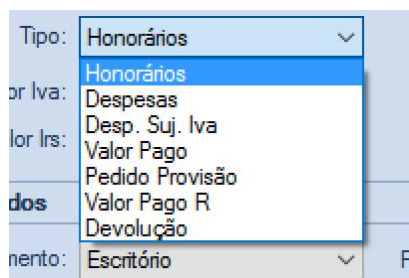 Tipo: Honorários
Honorários
or Iva:
Despesas
Desp. Suj. Iva
lor Irs:
Valor Pago
Pedido Provisão
dos
Valor Pago R
Devolução
mento: Escritório